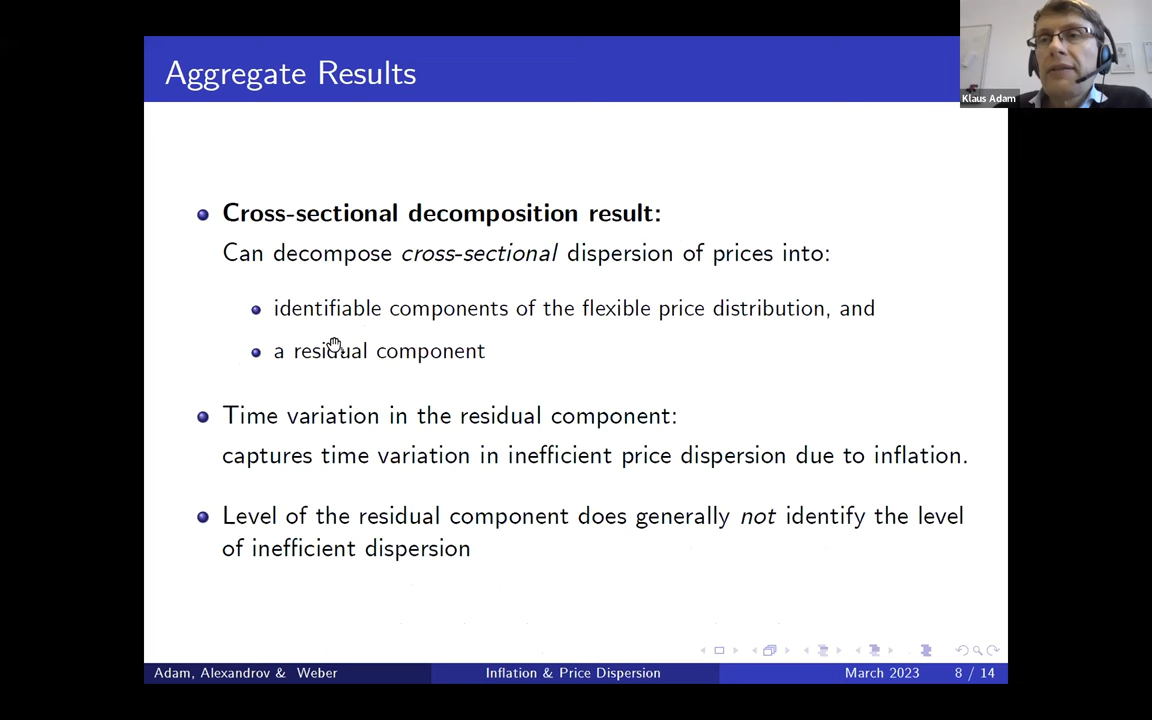 Aggregate Results
Klaus Adam
Cross-sectional decomposition result:
Can decompose cross-sectional dispersion of prices into:
identifiable components of the flexible price distribution, and
a residual component
Time variation in the residual component:
captures time variation in inefficient price dispersion due to inflation.
Level of the residual component does generally not identify the level
of inefficient dispersion
Adam, Alexandrov & Weber
Inflation & Price Dispersion
March 2023
8 / 14